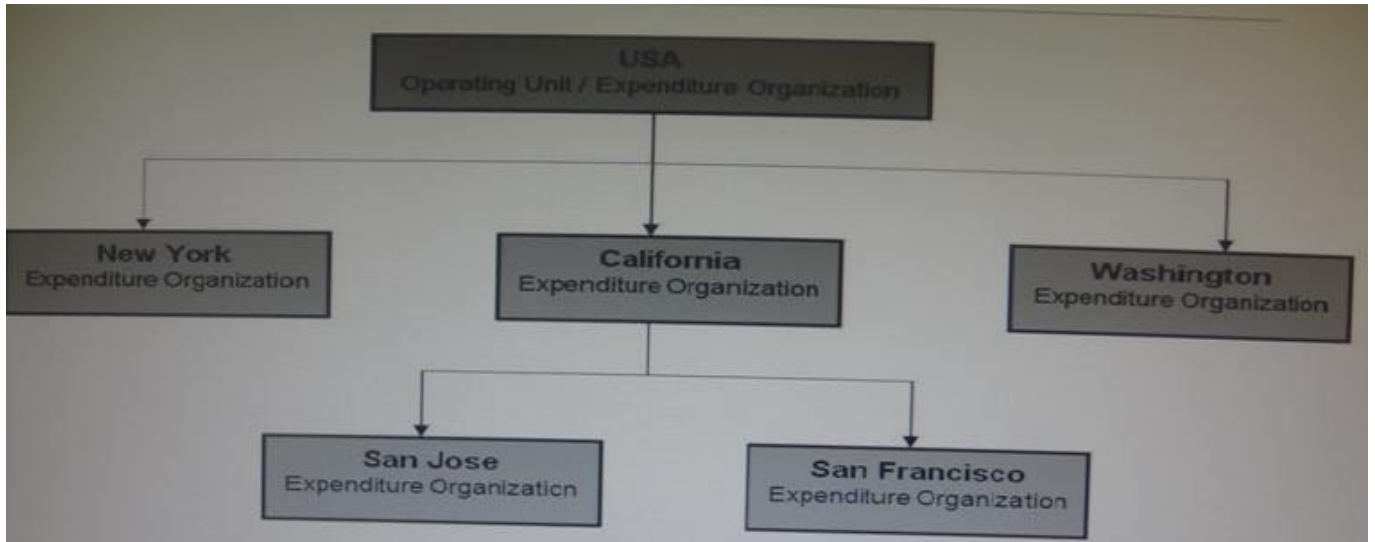 USA
Operating Unit / Expenditure Organization
New York
Expenditure Organization
California
Expenditure Organization
Washington
Expenditure Organization
San Jose
Expenditure Organization
San Francisco
Expenditure Organization